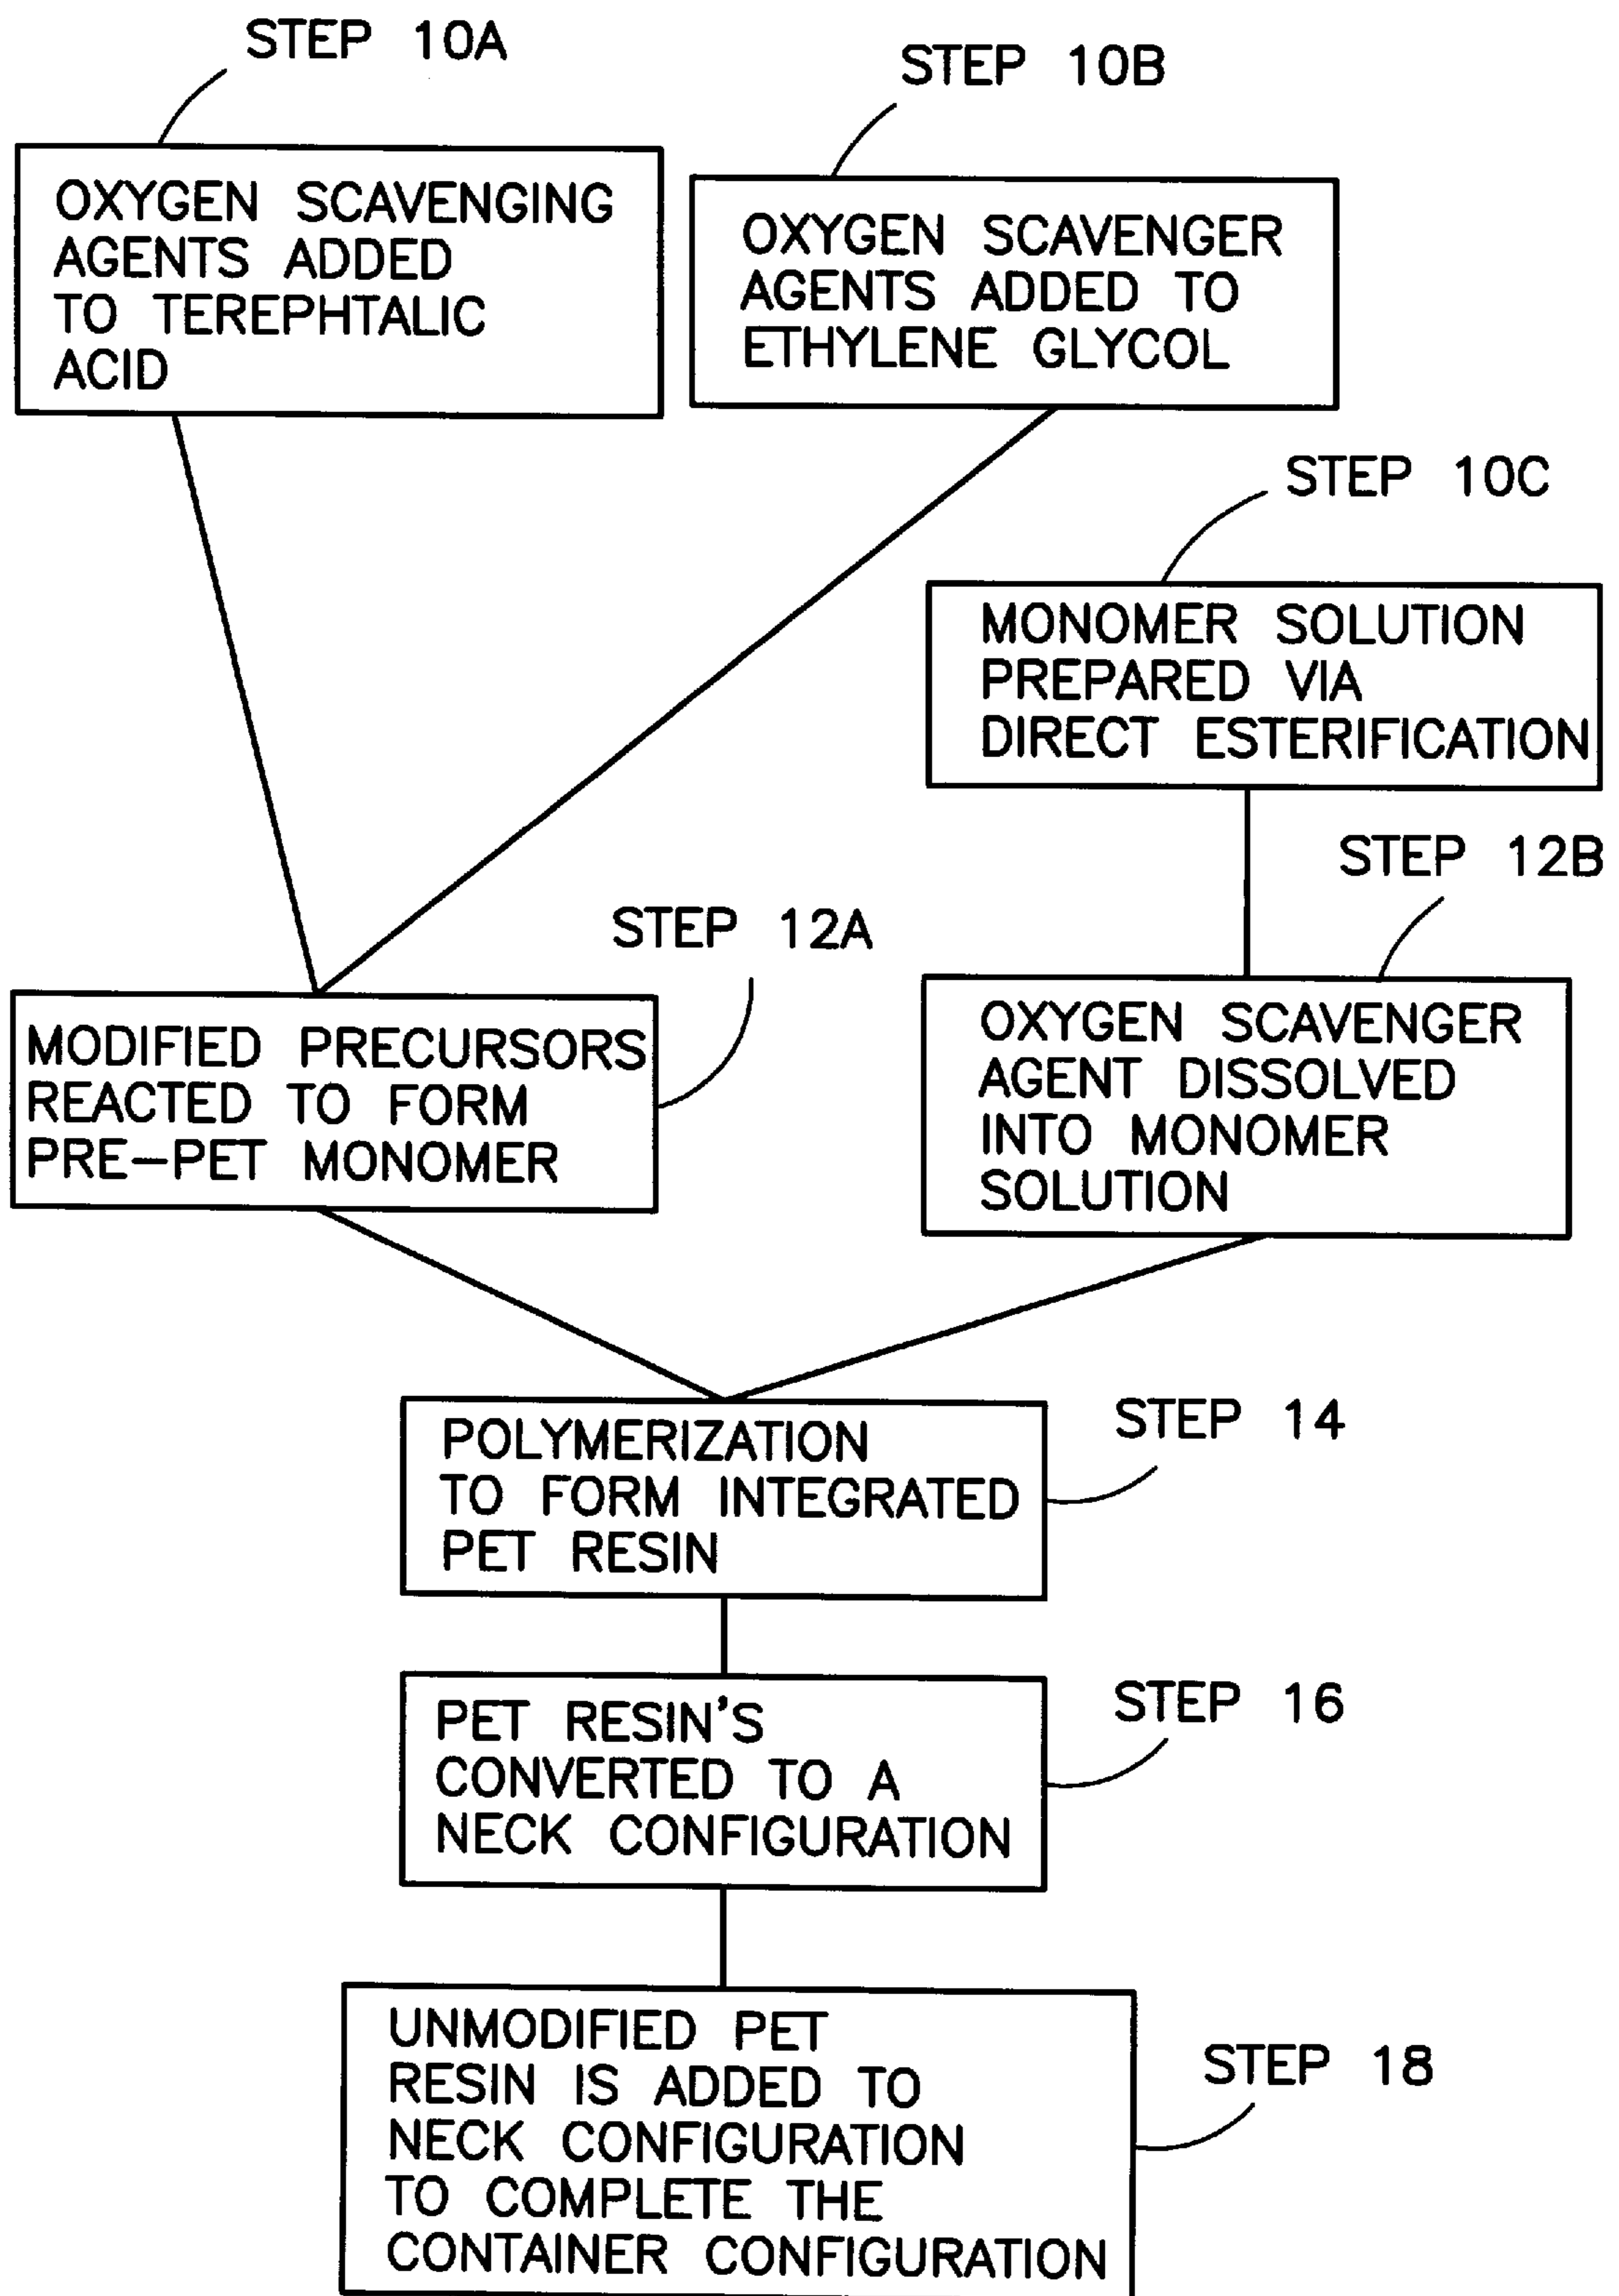 STEP 10A
STEP 10B
OXYGEN SCAVENGING
AGENTS ADDED
TO TEREPHTALIC
ACID
OXYGEN SCAVENGER
AGENTS ADDED TO
ETHYLENE GLYCOL
STEP 10C
MONOMER SOLUTION
PREPARED VIA
DIRECT ESTERIFICATION
STEP 12B
STEP 12A
MODIFIED PRECURSORS
REACTED TO FORM
PRE-PET MONOMER
OXYGEN SCAVENGER
AGENT DISSOLVED
INTO MONOMER
SOLUTION
STEP 14
POLYMERIZATION
TO FORM INTEGRATED
PET RESIN
STEP 16
PET RESIN'S
CONVERTED TO A
NECK CONFIGURATION
STEP 18
UNMODIFIED PET
RESIN IS ADDED TO
NECK CONFIGURATION
TO COMPLETE THE
CONTAINER CONFIGURATION